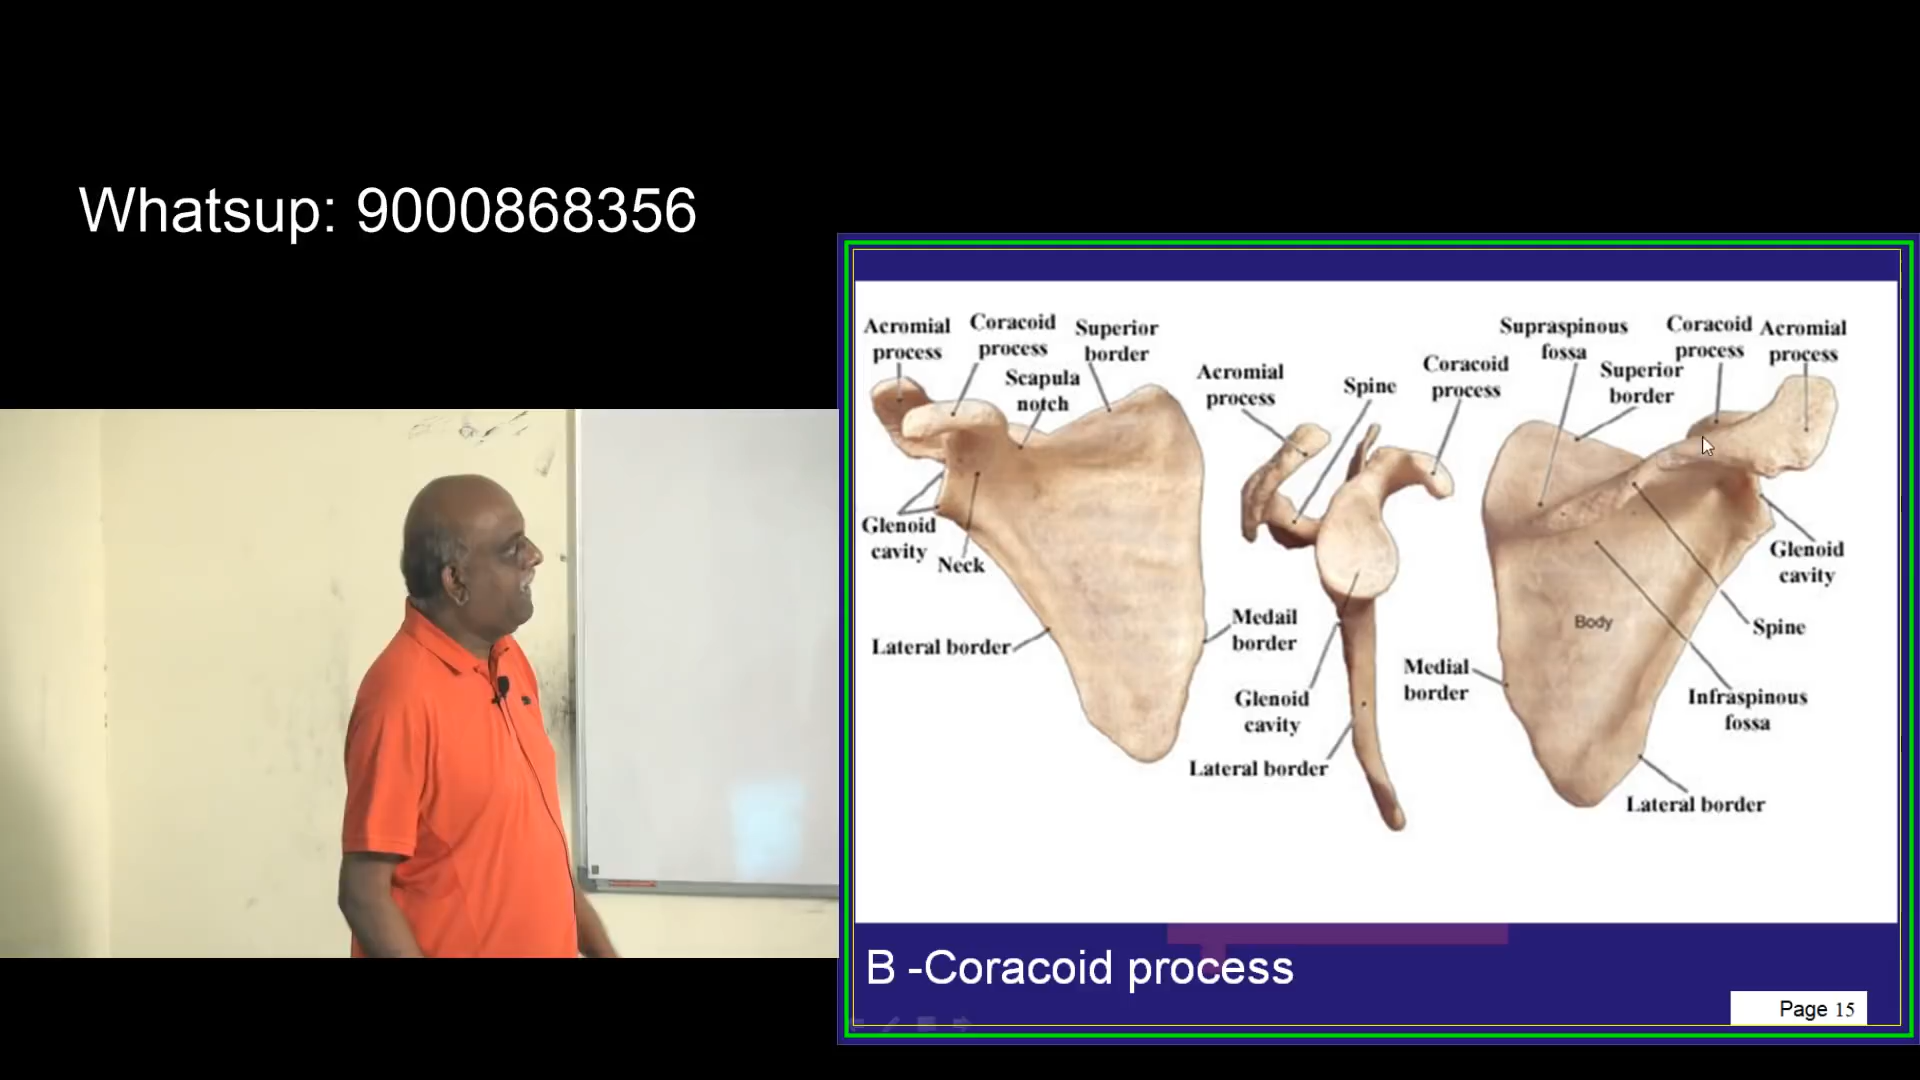 Whatsup: 9000868356
Acromial
process
Coracoid
process
Superior
border
Scapula
notch
Glenoid
cavity
Neck
Lateral border
Medail
border
Acromial
process
Spine
Coracoid
process
Glenoid
cavity
Lateral border
Supraspinous
fossa
Superior
border
Coracoid
process
Acromial
process
Glenoid
cavity
Spine
Body
Medial
border
Infraspinous
fossa
Lateral border
B -Coracoid process
Page 15